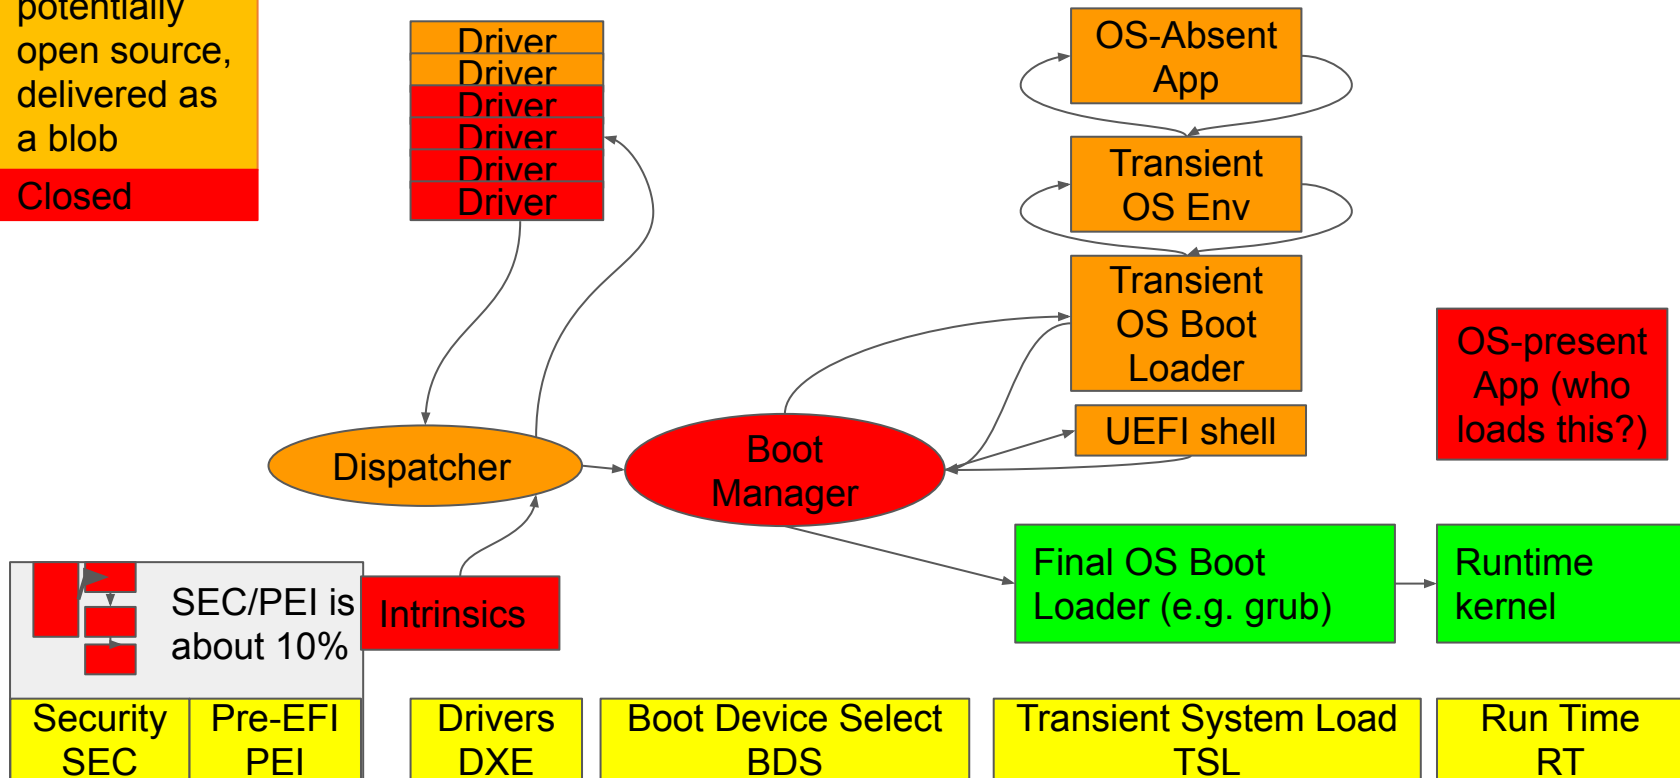 potentially
open source,
delivered as
a blob
Closed
Driver
Driver
Driver
Driver
Driver
Driver
OS-Absent
App
Transient
OS Env
Transient
OS Boot
Loader
OS-present
App (who
loads this?)
UEFI shell
Dispatcher
Boot
Manager
Final OS Boot
Loader (e.g. grub)
Runtime
kernel
SEC/PEI is
about 10%
Intrinsics
Security
SEC
Pre-EFI
PEI
Drivers
DXE
Boot Device Select
BDS
Transient System Load
TSL
Run Time
RT